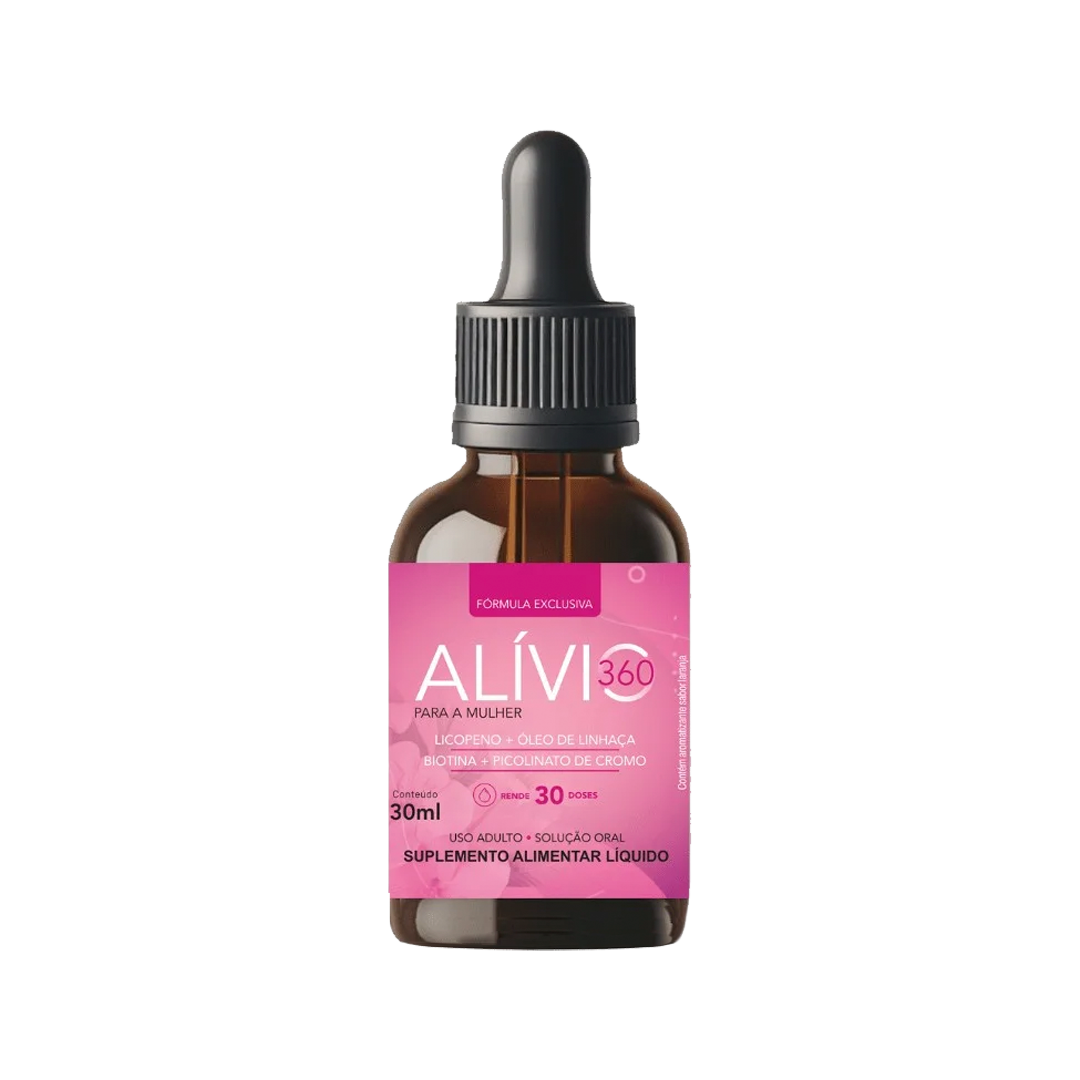 FÓRMULA EXCLUSIVA
ALÍVIO
360
PARA A MULHER
LICOPENO + ÓLEO DE LINHAÇA
BIOTINA + PICOLINATO DE CROMO
RENDE 30 DOSES
Conteúdo
30ml
USO ADULTO • SOLUÇÃO ORAL
SUPLEMENTO ALIMENTAR LÍQUIDO
Contém aromatizante sabor laranja